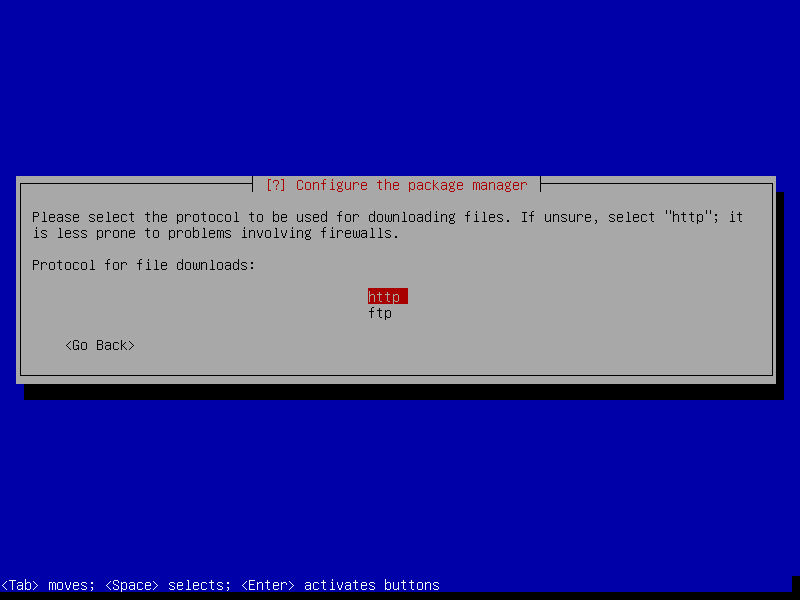 [?] Configure the package manager
Please select the protocol to be used for downloading files. If unsure, select "http"; it
is less prone to problems involving firewalls.
Protocol for file downloads:
http
ftp
<Go Back>
<Tab> moves; <Space> selects; <Enter> activates buttons